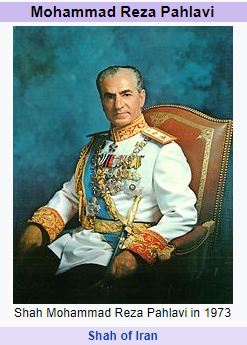 Mohammad Reza Pahlavi
Shah Mohammad Reza Pahlavi in 1973
Shah of Iran